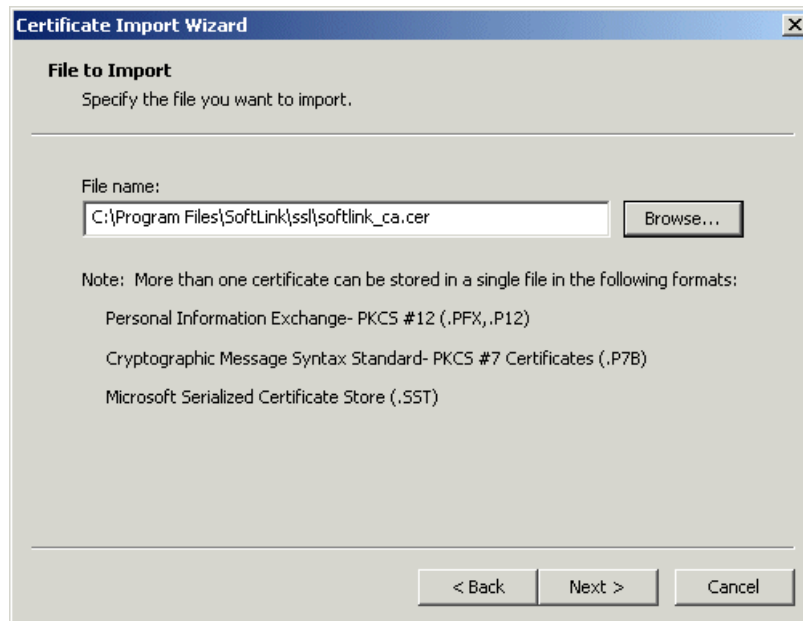 Certificate Import Wizard
File to Import
Specify the file you want to import.
File name:
C:\Program Files\SoftLink\ssl\softlink_ca.cer
Browse...
Note:  More than one certificate can be stored in a single file in the following formats:
Personal Information Exchange- PKCS #12 (.PFX,.P12)
Cryptographic Message Syntax Standard- PKCS #7 Certificates (.P7B)
Microsoft Serialized Certificate Store (.SST)
< Back
Next >
Cancel